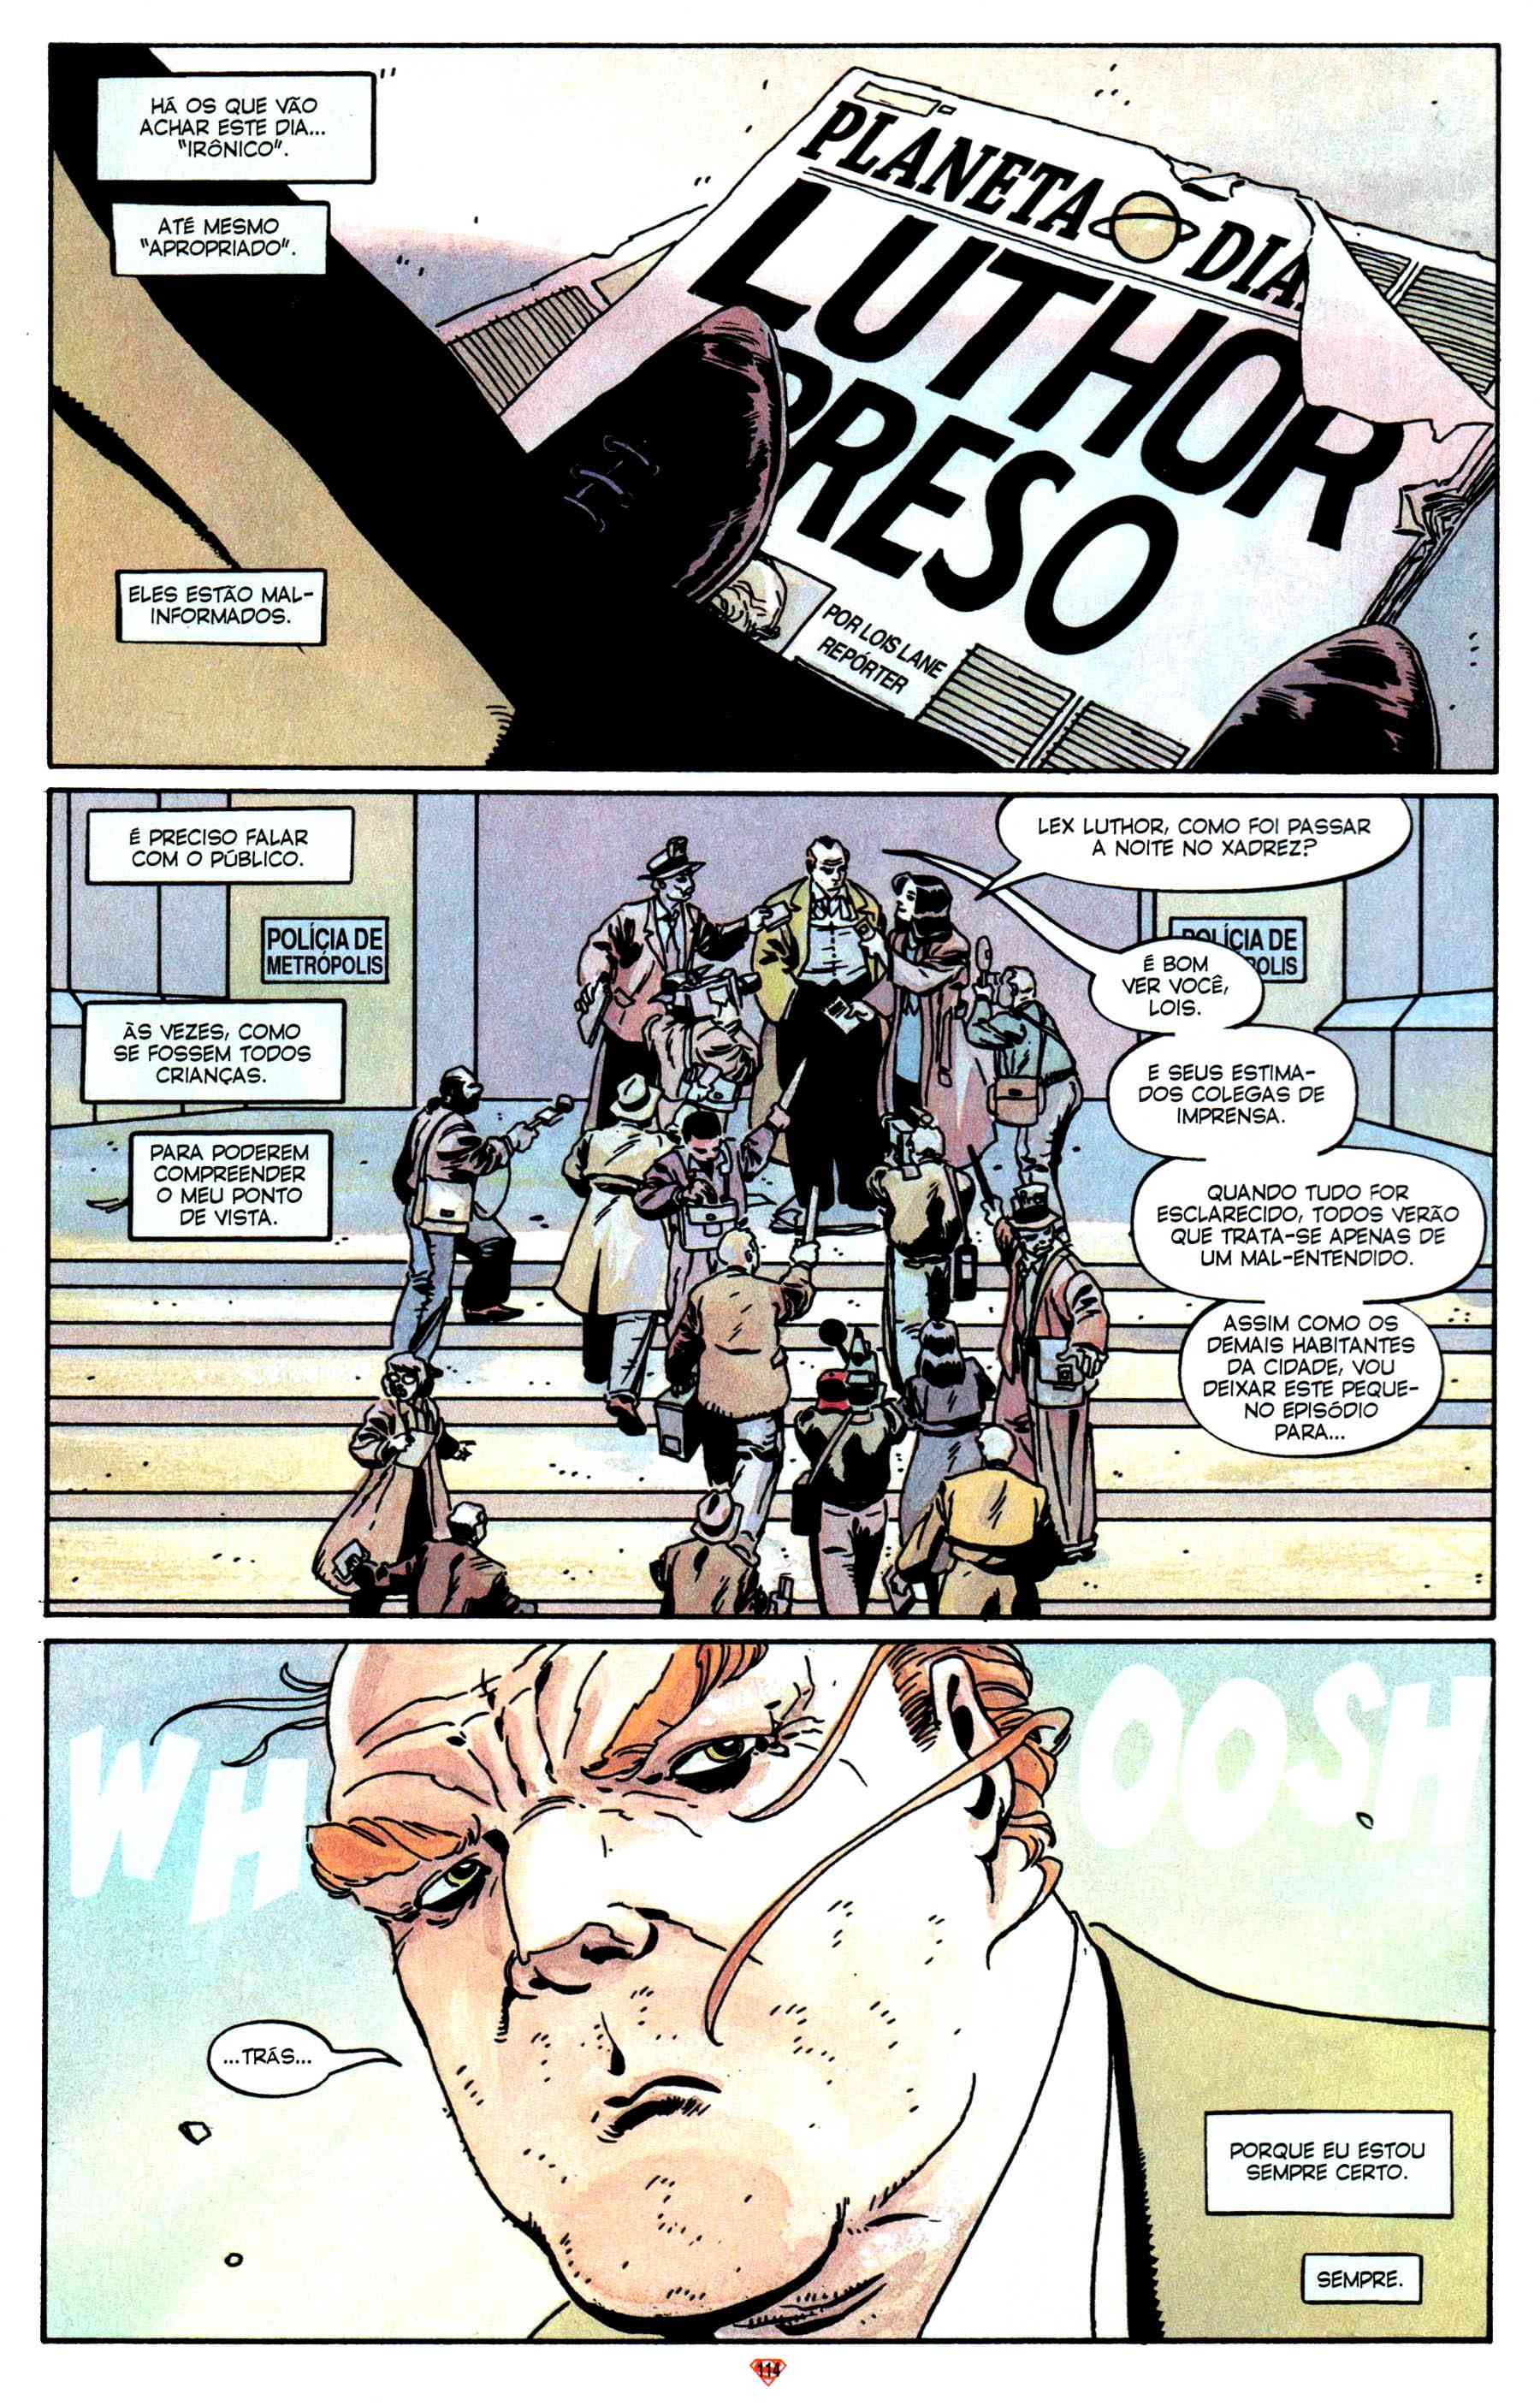 HÁ OS QUE VÃO
ACHAR ESTE DIA...
"IRÔNICO".
ATÉ MESMO
"APROPRIADO".
ELES ESTÃO MAL-
INFORMADOS.
PLANETA DIA
LUTHOR
PRESO
POR LOIS LANE
REPÓRTER
É PRECISO FALAR
COM O PÚBLICO.
LEX LUTHOR, COMO FOI PASSAR
A NOITE NO XADREZ?
POLÍCIA DE
METRÓPOLIS
POLÍCIA DE
OLIS
É BOM
VER VOCÊ,
LOIS.
ÀS VEZES, COMO
SE FOSSEM TODOS
CRIANÇAS.
E SEUS ESTIMA-
DOS COLEGAS DE
IMPRENSA.
PARA PODEREM
COMPREENDER
O MEU PONTO
DE VISTA.
QUANDO TUDO FOR
ESCLARECIDO, TODOS VERÃO
QUE TRATA-SE APENAS DE
UM MAL-ENTENDIDO.
ASSIM COMO OS
DEMAIS HABITANTES
DA CIDADE, VOU
DEIXAR ESTE PEQUE-
NO EPISÓDIO
PARA...
WHOOSH
...TRÁS...
PORQUE EU ESTOU
SEMPRE CERTO.
SEMPRE.
114